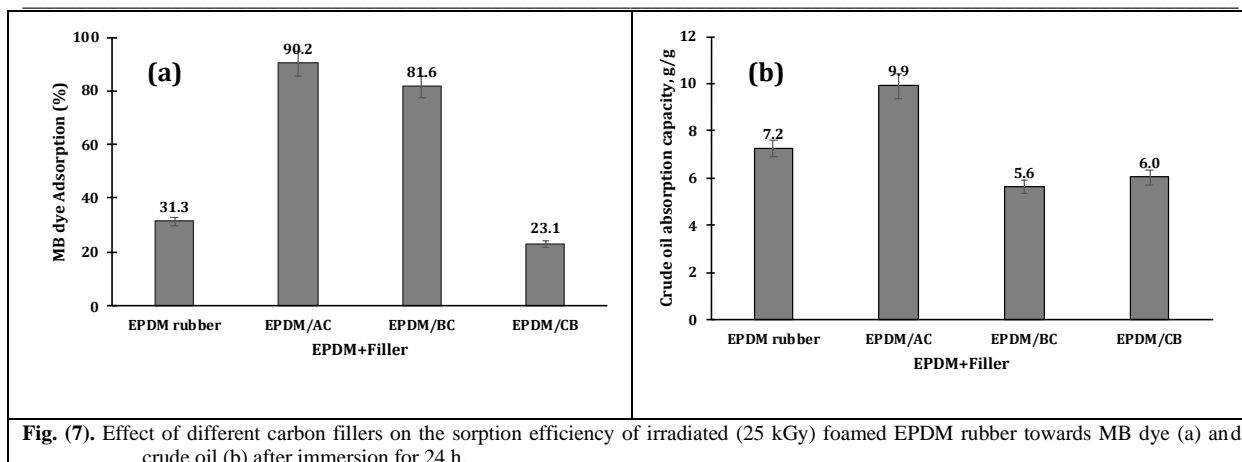 (a)
MB dye Adsorption (%)
100
80
60
40
20
0
31.3
90.2
81.6
23.1
EPDM rubber EPDM/AC EPDM/BC EPDM/CB
EPDM+Filler
(b)
Crude oil absorption capacity, g/g
12
10
8
6
4
2
0
7.2
9.9
5.6
6.0
EPDM rubber EPDM/AC EPDM/BC EPDM/CB
EPDM+Filler
Fig. (7). Effect of different carbon fillers on the sorption efficiency of irradiated (25 kGy) foamed EPDM rubber towards MB dye (a) and
crude oil (b) after immersion for 24 h.